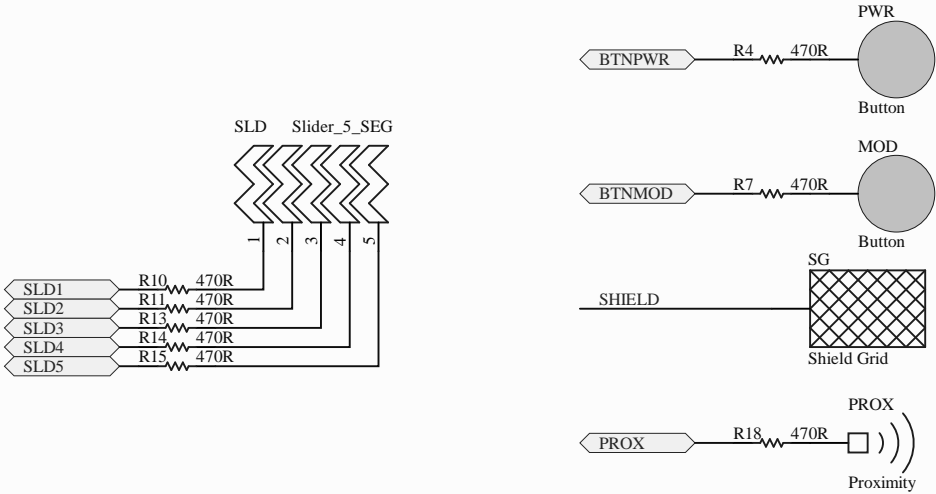 PWR
BTNPWR R4 470R
Button
SLD Slider_5_SEG
MOD
BTNMOD R7 470R
Button
1 2 3 4 5
SG
SLD1 R10 470R
SLD2 R11 470R
SLD3 R13 470R
SLD4 R14 470R
SLD5 R15 470R
SHIELD
Shield Grid
PROX
PROX R18 470R
Proximity